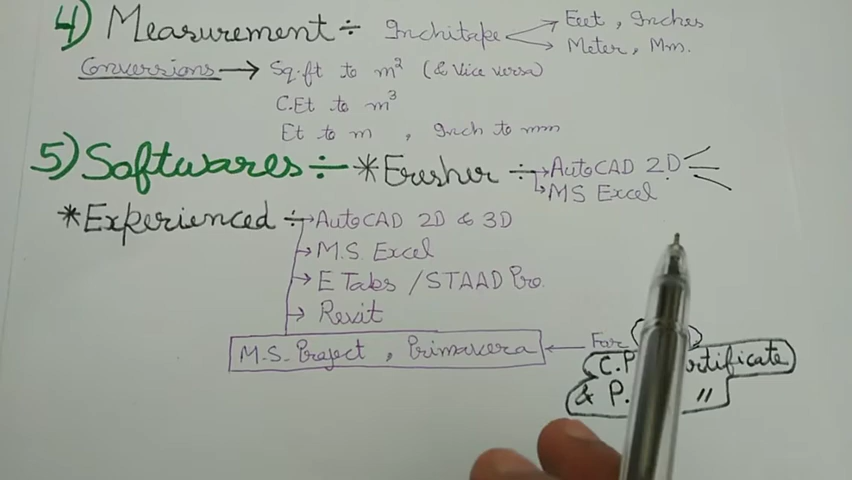 4) Measurement ÷ Inchitape Feet, Inches
Meter, Mm.
Conversions → Sq.ft to m² (& Vice versa)
C.Ft to m³
Ft to m , Inch to mm
5) Softwares ÷ *Fresher ÷ → AutoCAD 2D
→ MS Excel
*Experienced ÷ → AutoCAD 2D & 3D
→ M.S. Excel
→ E Tabs / STAAD Pro.
→ Revit
M.S. Project , Primavera ← For
C.P
& P. "